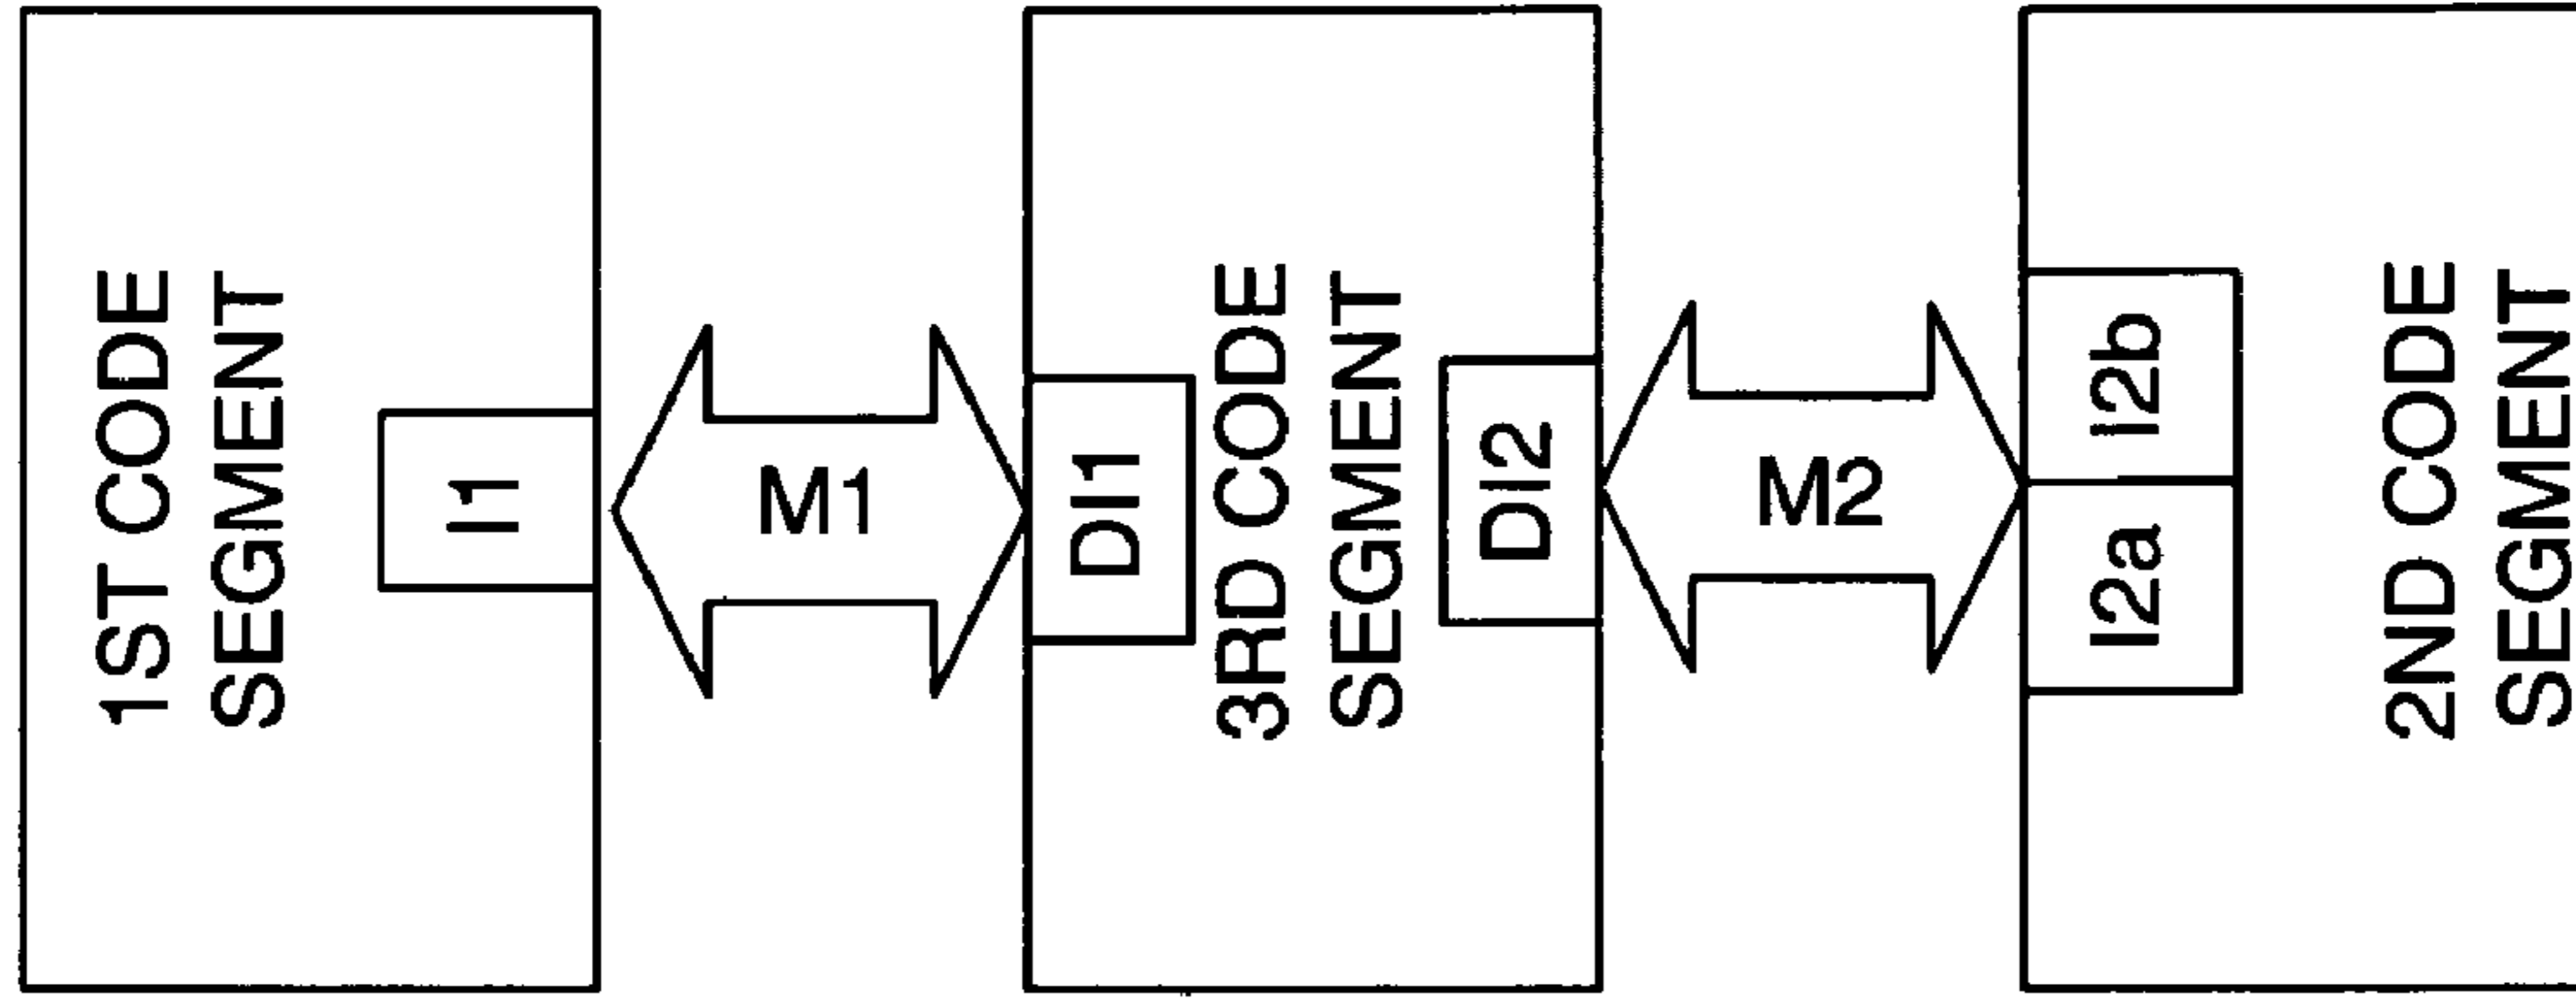 1ST CODE
SEGMENT
I1
M1
DI1
3RD CODE
SEGMENT
DI2
M2
I2a
I2b
2ND CODE
SEGMENT